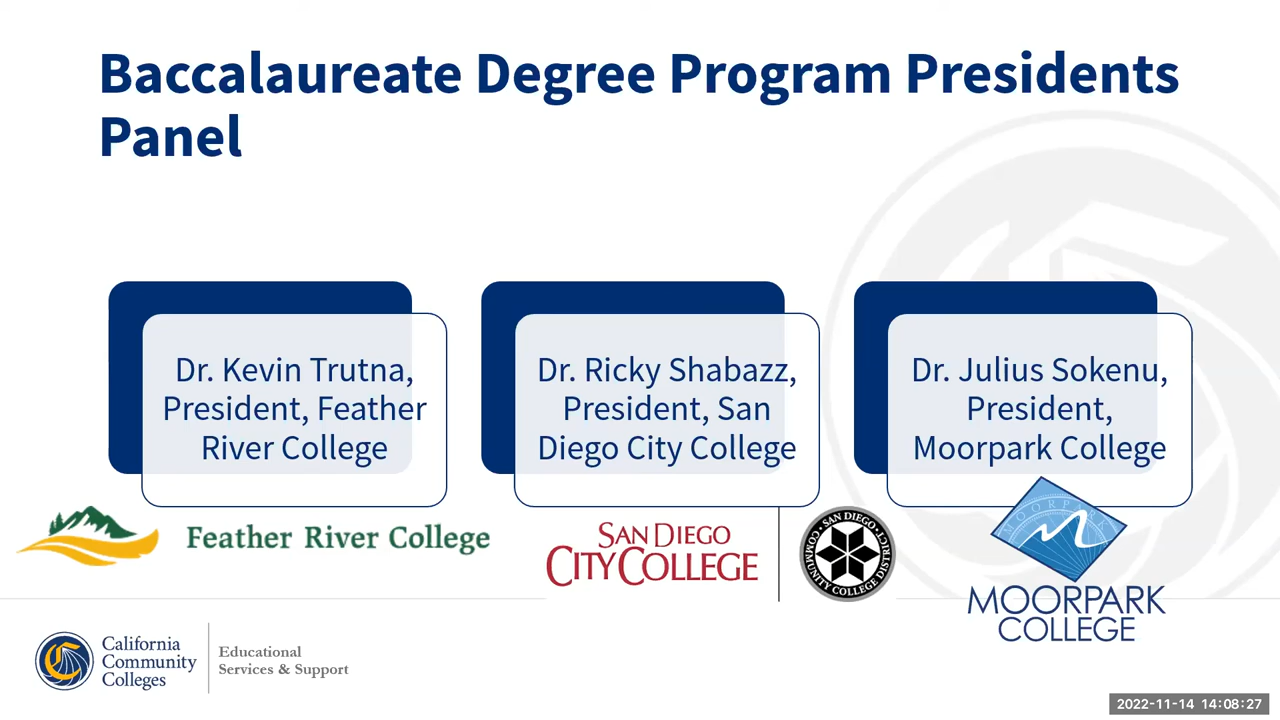 Baccalaureate Degree Program Presidents
Panel
Dr. Kevin Trutna,
President, Feather
River College
Dr. Ricky Shabazz,
President, San
Diego City College
Dr. Julius Sokenu,
President,
Moorpark College
Feather River College
SAN DIEGO
CITY COLLEGE
SAN DIEGO
COMMUNITY COLLEGE DISTRICT
MOORPARK
MOORPARK
COLLEGE
California
Community
Colleges
Educational
Services & Support
2022-11-14 14:08:27